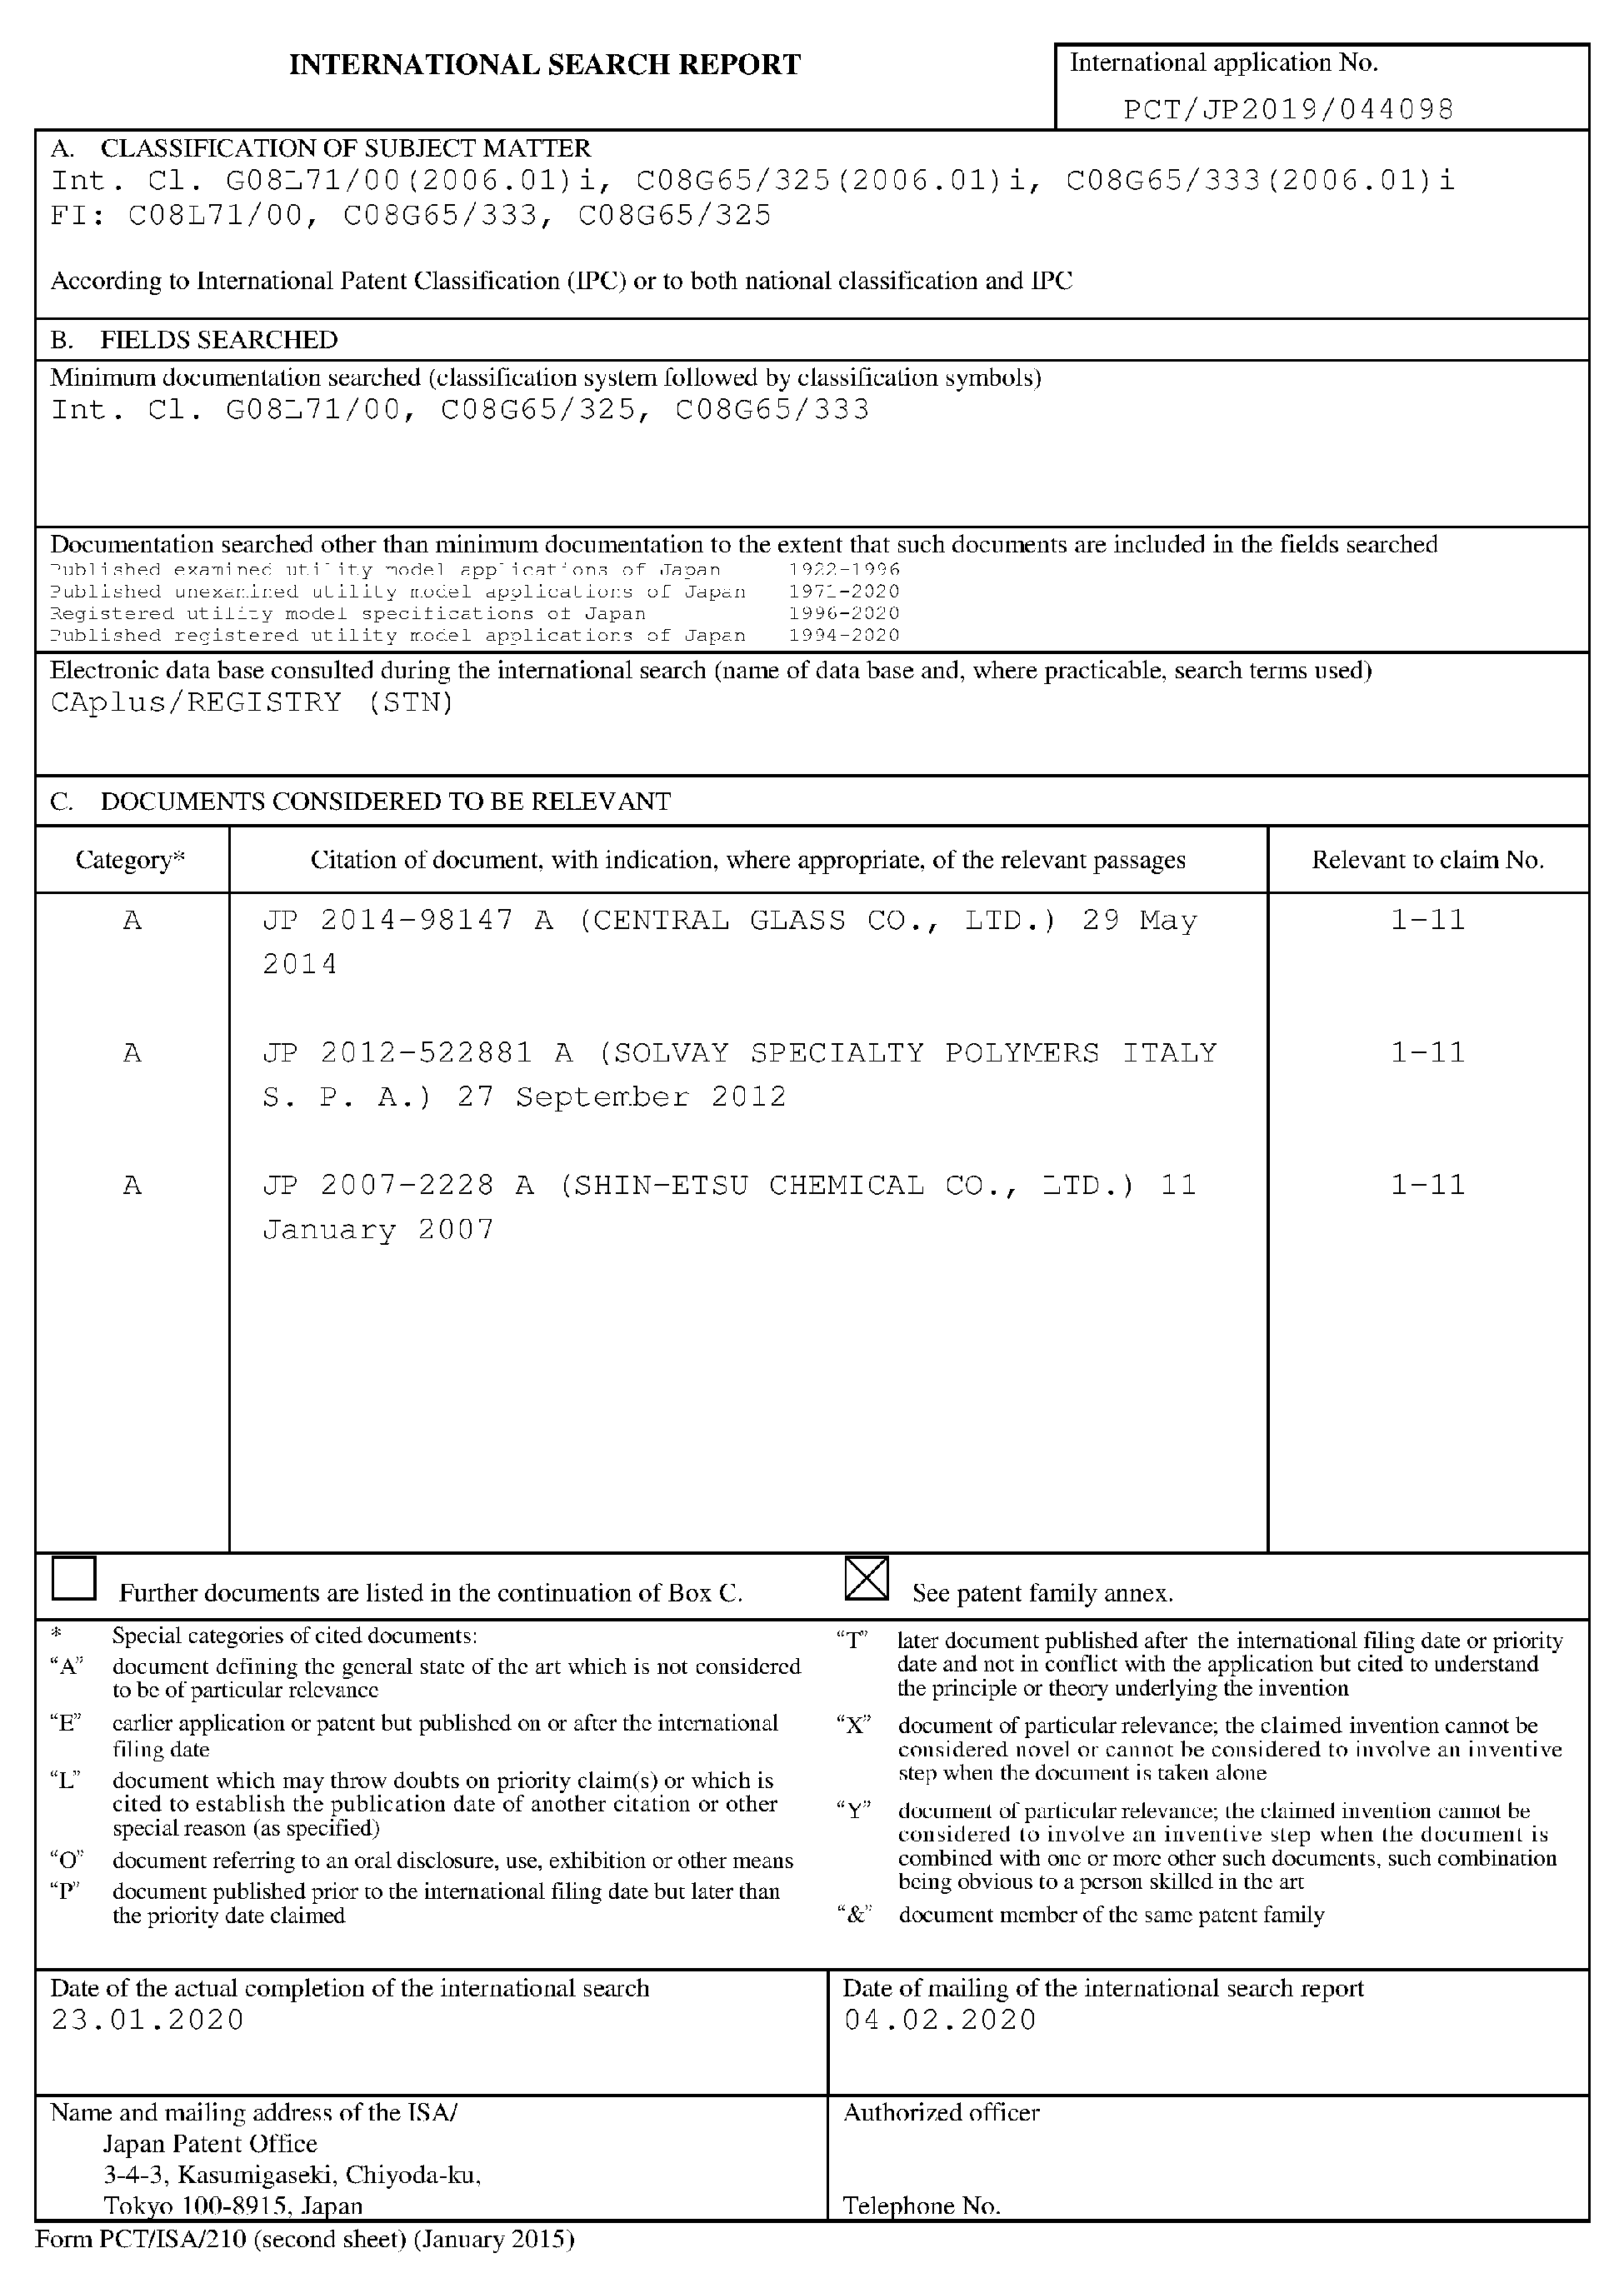 INTERNATIONAL SEARCH REPORT
International application No.
PCT/JP2019/044098
A. CLASSIFICATION OF SUBJECT MATTER
Int. Cl. G08L71/00(2006.01)i, C08G65/325(2006.01)i, C08G65/333(2006.01)i
FI: C08L71/00, C08G65/333, C08G65/325
According to International Patent Classification (IPC) or to both national classification and IPC
B. FIELDS SEARCHED
Minimum documentation searched (classification system followed by classification symbols)
Int. Cl. G08L71/00, C08G65/325, C08G65/333
Documentation searched other than minimum documentation to the extent that such documents are included in the fields searched
Published examined utility model applications of Japan 1922-1996
Published unexamined utility model applications of Japan 1971-2020
Registered utility model specifications of Japan 1996-2020
Published registered utility model applications of Japan 1994-2020
Electronic data base consulted during the international search (name of data base and, where practicable, search terms used)
CAplus/REGISTRY (STN)
C. DOCUMENTS CONSIDERED TO BE RELEVANT
Category* Citation of document, with indication, where appropriate, of the relevant passages Relevant to claim No.
A JP 2014-98147 A (CENTRAL GLASS CO., LTD.) 29 May 1-11
2014
A JP 2012-522881 A (SOLVAY SPECIALTY POLYMERS ITALY 1-11
S. P. A.) 27 September 2012
A JP 2007-2228 A (SHIN-ETSU CHEMICAL CO., LTD.) 11 1-11
January 2007
Further documents are listed in the continuation of Box C. See patent family annex.
* Special categories of cited documents:
"A" document defining the general state of the art which is not considered
to be of particular relevance
"E" earlier application or patent but published on or after the international
filing date
"L" document which may throw doubts on priority claim(s) or which is
cited to establish the publication date of another citation or other
special reason (as specified)
"O" document referring to an oral disclosure, use, exhibition or other means
"P" document published prior to the international filing date but later than
the priority date claimed
"T" later document published after the international filing date or priority
date and not in conflict with the application but cited to understand
the principle or theory underlying the invention
"X" document of particular relevance; the claimed invention cannot be
considered novel or cannot be considered to involve an inventive
step when the document is taken alone
"Y" document of particular relevance; the claimed invention cannot be
considered to involve an inventive step when the document is
combined with one or more other such documents, such combination
being obvious to a person skilled in the art
"&" document member of the same patent family
Date of the actual completion of the international search
23.01.2020
Date of mailing of the international search report
04.02.2020
Name and mailing address of the ISA/
Japan Patent Office
3-4-3, Kasumigaseki, Chiyoda-ku,
Tokyo 100-8915, Japan
Authorized officer
Telephone No.
Form PCT/ISA/210 (second sheet) (January 2015)